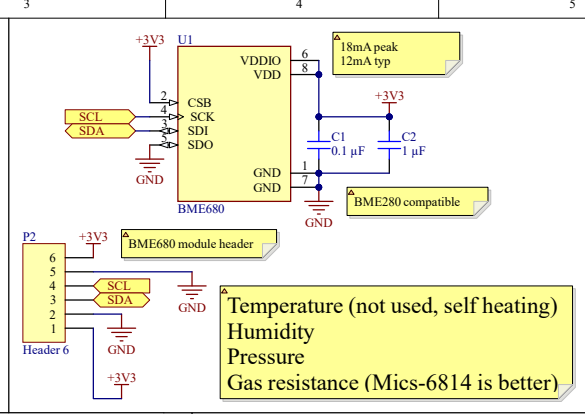 3
4
5
+3V3
U1
18mA peak
12mA typ
VDDIO
6
VDD
8
+3V3
2
CSB
4
SCK
SCL
3
SDI
SDA
5
SDO
C1
0.1 µF
C2
1 µF
GND
GND
1
GND
7
BME680
GND
BME280 compatible
P2
+3V3
BME680 module header
6
5
4
SCL
3
SDA
2
1
GND
GND
Header 6
+3V3
Temperature (not used, self heating)
Humidity
Pressure
Gas resistance (Mics-6814 is better)